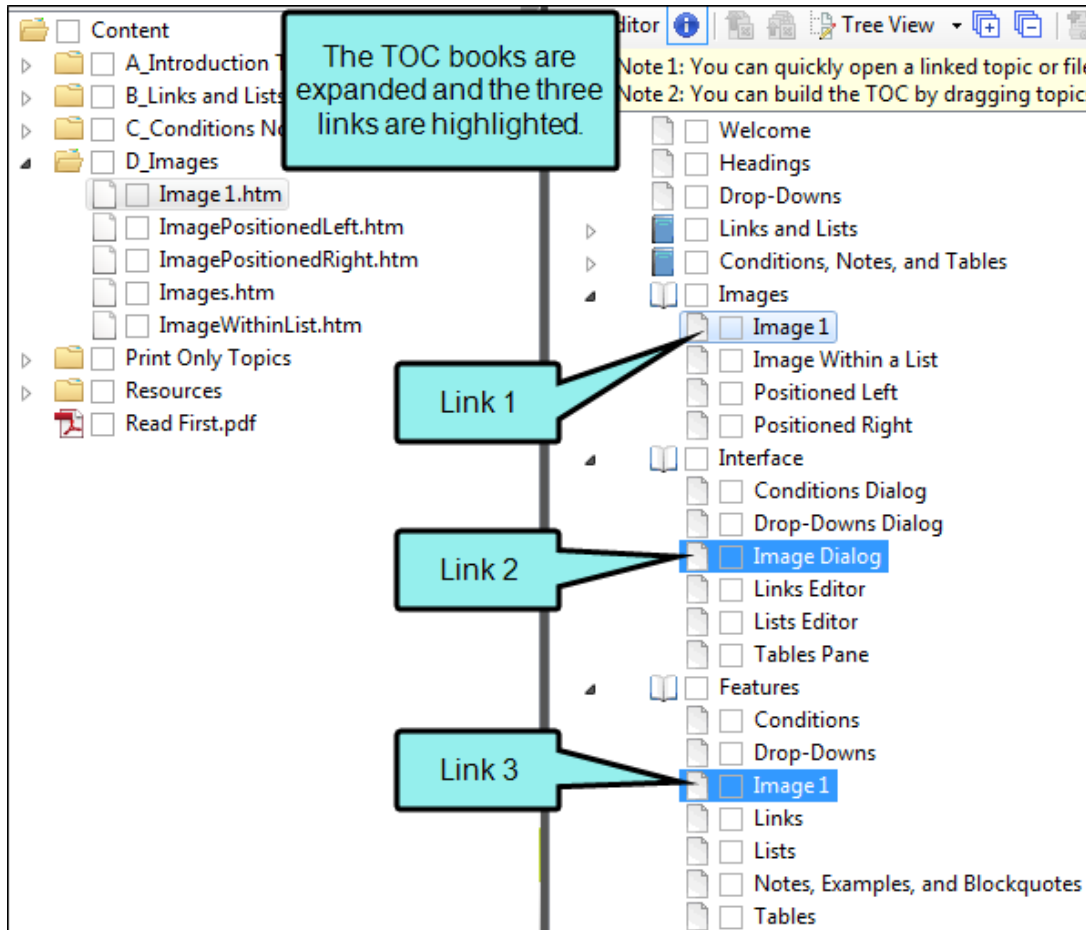 Content
A_Introduction
B_Links and Lists
C_Conditions
D_Images
Image 1.htm
ImagePositionedLeft.htm
ImagePositionedRight.htm
Images.htm
ImageWithinList.htm
Print Only Topics
Resources
Read First.pdf
The TOC books are
expanded and the three
links are highlighted.
Link 1
Link 2
Link 3
Tree View
Note 1: You can quickly open a linked topic or file
Note 2: You can build the TOC by dragging topic
Welcome
Headings
Drop-Downs
Links and Lists
Conditions, Notes, and Tables
Images
Image 1
Image Within a List
Positioned Left
Positioned Right
Interface
Conditions Dialog
Drop-Downs Dialog
Image Dialog
Links Editor
Lists Editor
Tables Pane
Features
Conditions
Drop-Downs
Image 1
Links
Lists
Notes, Examples, and Blockquotes
Tables